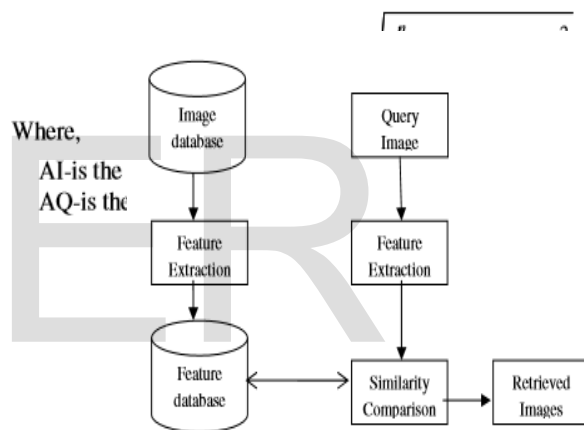 Where,
AI-is the
AQ-is the
Image
database
Query
Image
Feature
Extraction
Feature
Extraction
Feature
database
Similarity
Comparison
Retrieved
Images
ER